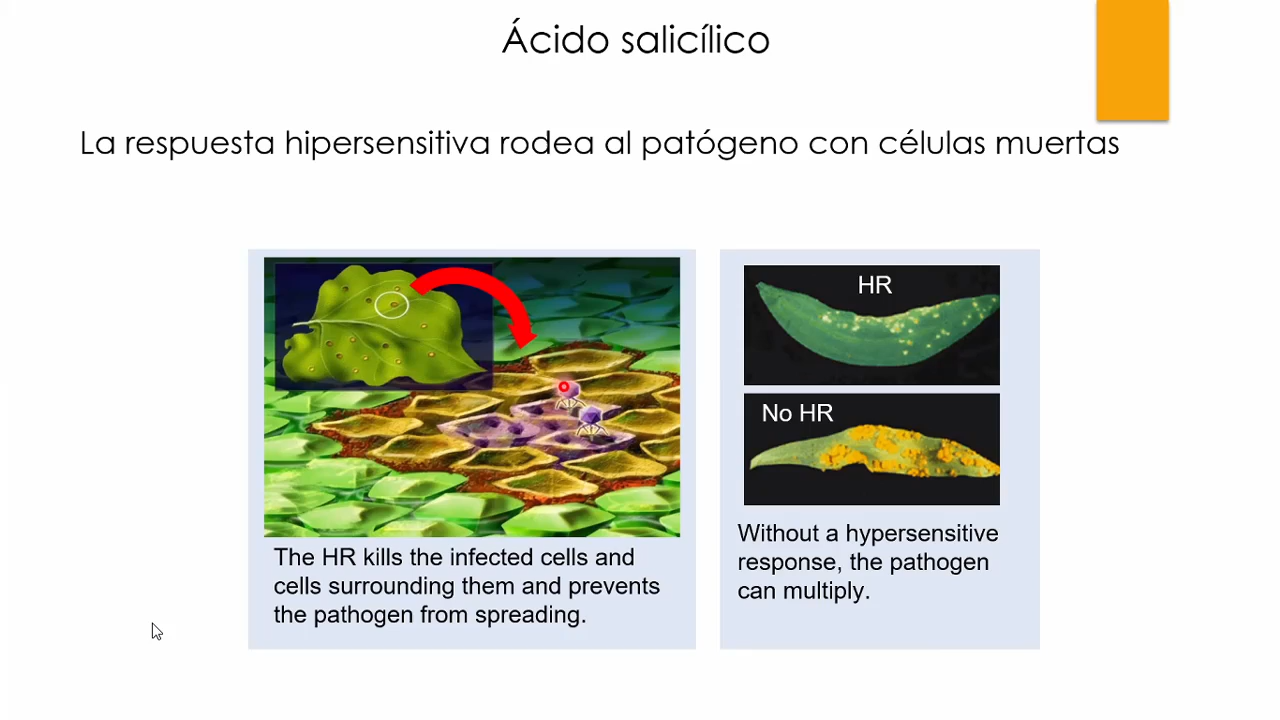 Ácido salicílico
La respuesta hipersensitiva rodea al patógeno con células muertas
The HR kills the infected cells and
cells surrounding them and prevents
the pathogen from spreading.
HR
No HR
Without a hypersensitive
response, the pathogen
can multiply.